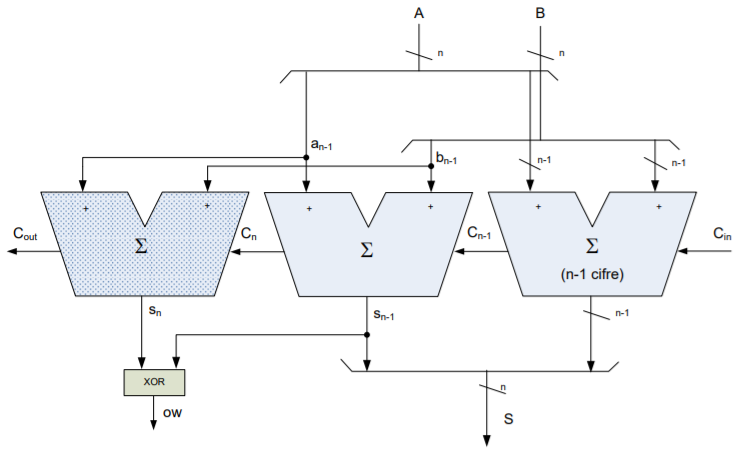 A B
n n
aₙ₋₁
bₙ₋₁ n-1 n-1
+ + + + + +
Cout Σ Cₙ Σ Cₙ₋₁ Σ Cin
(n-1 cifre)
sₙ sₙ₋₁ n-1
XOR
n
ow S